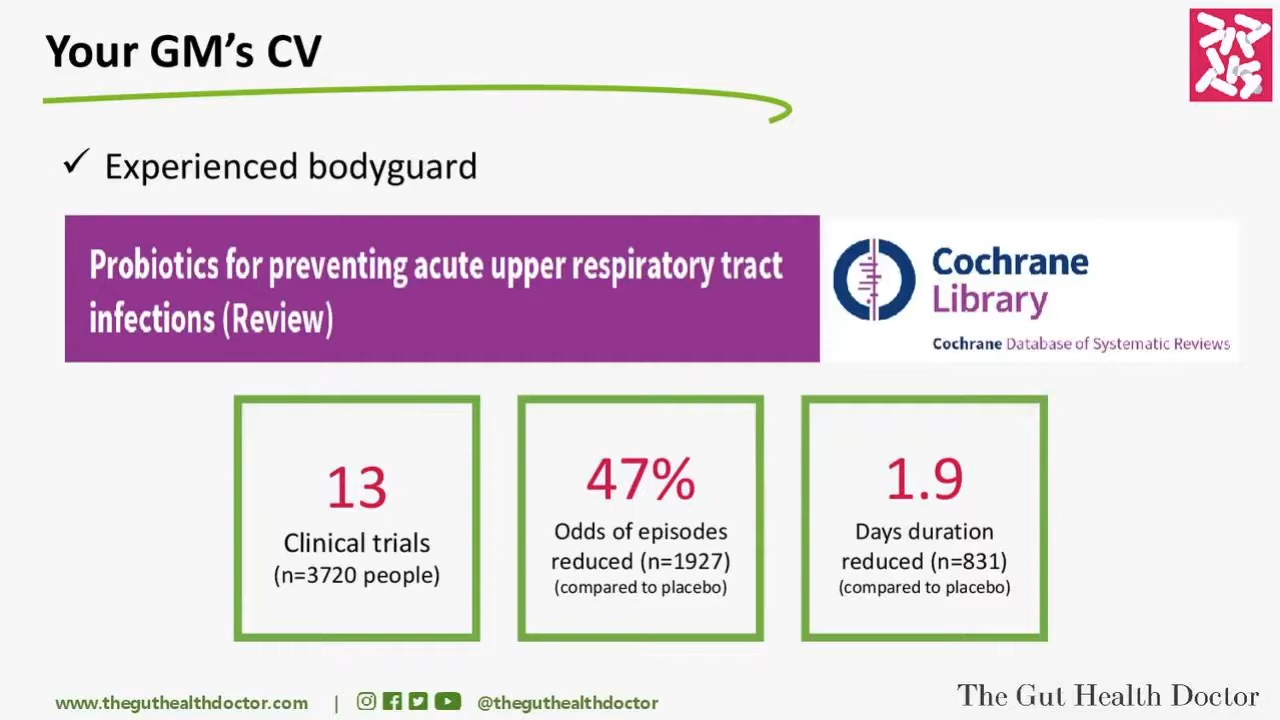 Your GM's CV
✓ Experienced bodyguard
Probiotics for preventing acute upper respiratory tract
infections (Review)
Cochrane
Library
Cochrane Database of Systematic Reviews
13
Clinical trials
(n=3720 people)
47%
Odds of episodes
reduced (n=1927)
(compared to placebo)
1.9
Days duration
reduced (n=831)
(compared to placebo)
www.theguthealthdoctor.com | @theguthealthdoctor
The Gut Health Doctor